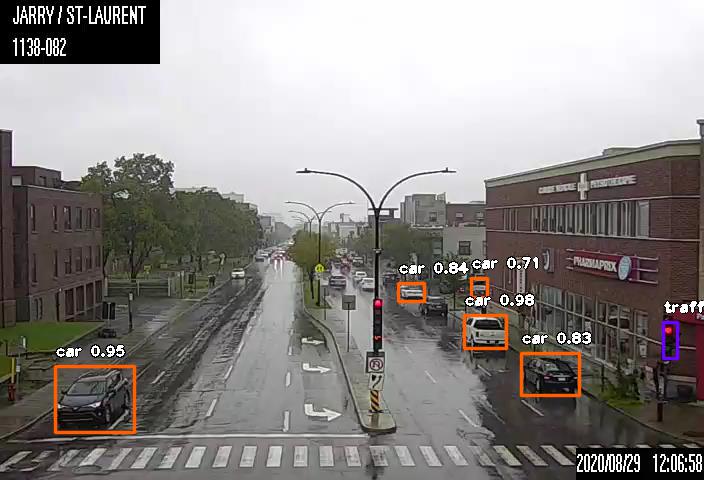 JARRY / ST-LAURENT
1138-082
PHARMAPRIX
car 0.84
car 0.71
car 0.98
traff
car 0.83
car 0.95
2020/08/29 12:06:58